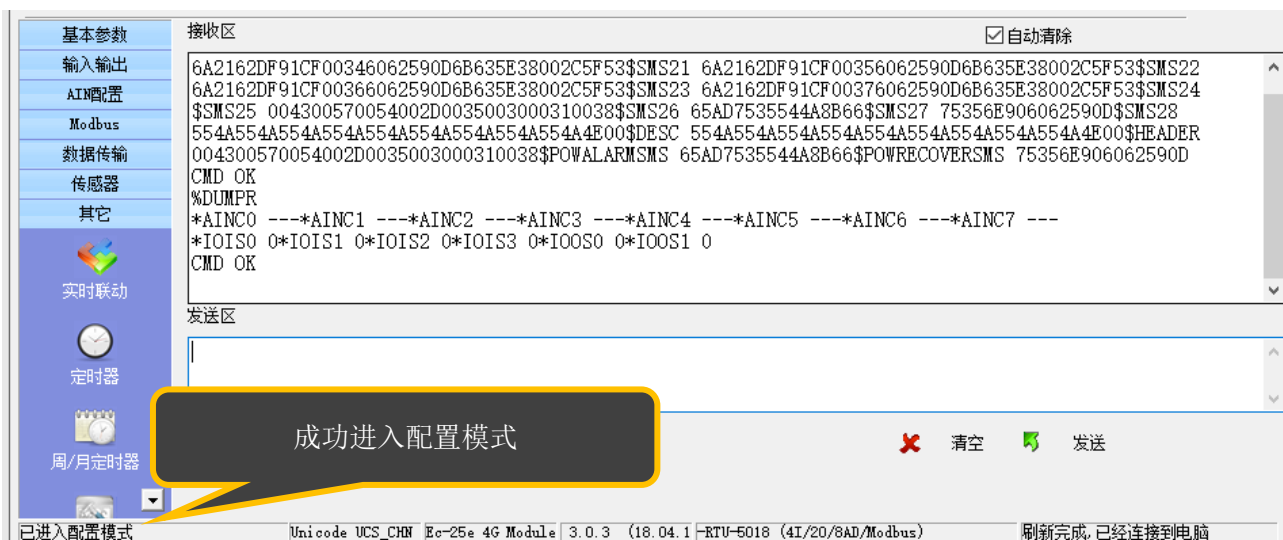 基本参数
输入输出
AIN配置
Modbus
数据传输
传感器
其它
实时联动
定时器
周/月定时器
接收区
自动清除
6A2162DF91CF00346062590D6B635E38002C5F53$SMS21 6A2162DF91CF00356062590D6B635E38002C5F53$SMS22
6A2162DF91CF00366062590D6B635E38002C5F53$SMS23 6A2162DF91CF00376062590D6B635E38002C5F53$SMS24
$SMS25 004300570054002D0035003000310038$SMS26 65AD7535544A8B66$SMS27 75356E906062590D$SMS28
554A554A554A554A554A554A554A554A554A4E00$DESC 554A554A554A554A554A554A554A554A554A4E00$HEADER
004300570054002D0035003000310038$POWALARMSMS 65AD7535544A8B66$POWRECOVERSMS 75356E906062590D
CMD OK
%DUMPR
*AINC0 ---*AINC1 ---*AINC2 ---*AINC3 ---*AINC4 ---*AINC5 ---*AINC6 ---*AINC7 ---
*IOIS0 0*IOIS1 0*IOIS2 0*IOIS3 0*IOOS0 0*IOOS1 0
CMD OK
发送区
成功进入配置模式
清空
发送
已进入配置模式
Unicode UCS_CHN
Ec-25e 4G Module
3.0.3 (18.04.1
-RTU-5018 (4I/20/8AD/Modbus)
刷新完成,已经连接到电脑